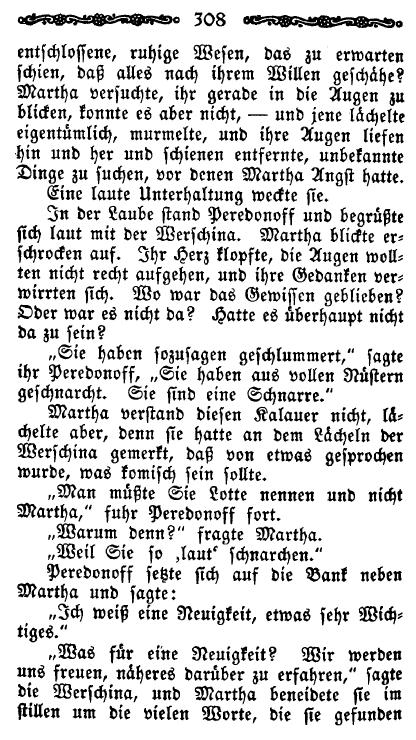 308
entschlossene, ruhige Wesen, das zu erwarten
schien, daß alles nach ihrem Willen geschähe?
Martha versuchte, ihr gerade in die Augen zu
blicken, konnte es aber nicht, — und jene lächelte
eigentümlich, murmelte, und ihre Augen liefen
hin und her und schienen entfernte, unbekannte
Dinge zu suchen, vor denen Martha Angst hatte.
Eine laute Unterhaltung weckte sie.
In der Laube stand Peredonoff und begrüßte
sich laut mit der Werschina. Martha blickte er-
schrocken auf. Ihr Herz klopfte, die Augen woll-
ten nicht recht aufgehen, und ihre Gedanken ver-
wirrten sich. Wo war das Gewissen geblieben?
Oder war es nicht da? Hatte es überhaupt nicht
da zu sein?
„Sie haben sozusagen geschlummert,“ sagte
ihr Peredonoff, „Sie haben aus vollen Nüstern
geschnarcht. Sie sind eine Schnarre.“
Martha verstand diesen Kalauer nicht, lä-
chelte aber, denn sie hatte an dem Lächeln der
Werschina gemerkt, daß von etwas gesprochen
wurde, was komisch sein sollte.
„Man müßte Sie Lotte nennen und nicht
Martha,“ fuhr Peredonoff fort.
„Warum denn?“ fragte Martha.
„Weil Sie so ‚laut‘ schnarchen.“
Peredonoff setzte sich auf die Bank neben
Martha und sagte:
„Ich weiß eine Neuigkeit, etwas sehr Wich-
tiges.“
„Was für eine Neuigkeit? Wir werden
uns freuen, näheres darüber zu erfahren,“ sagte
die Werschina, und Martha beneidete sie im
stillen um die vielen Worte, die sie gefunden